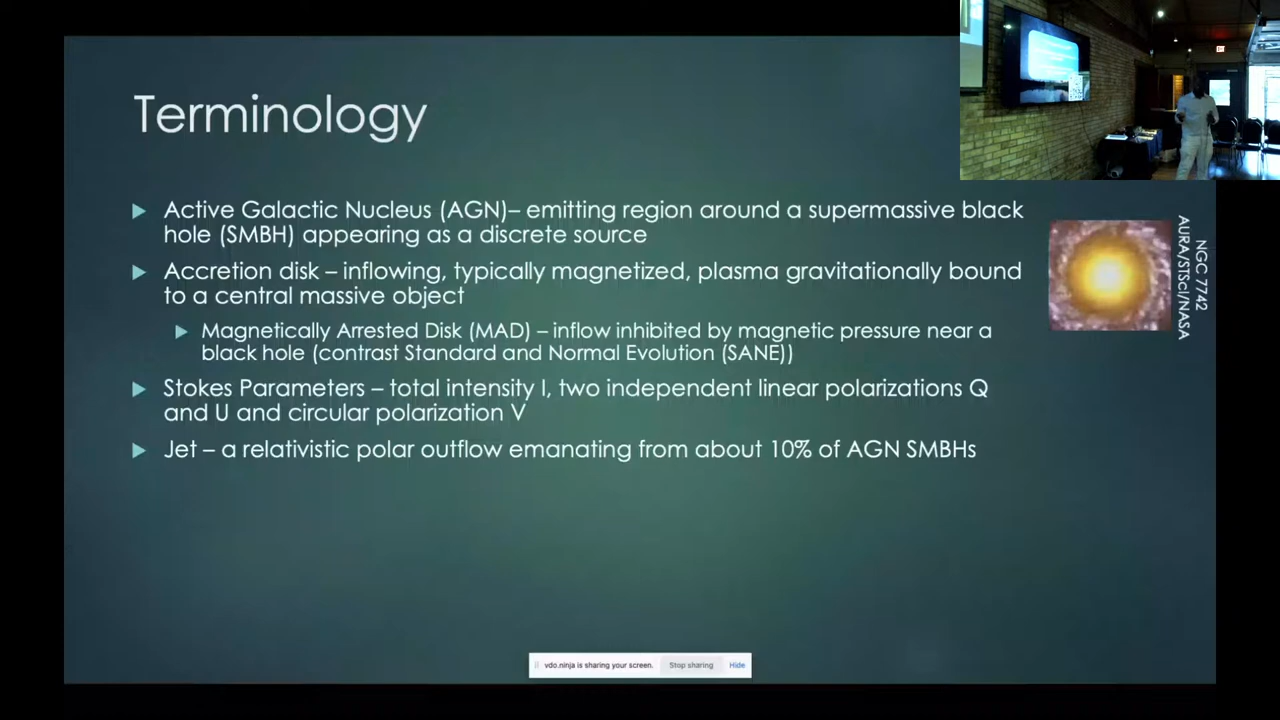 Terminology
Active Galactic Nucleus (AGN)– emitting region around a supermassive black
hole (SMBH) appearing as a discrete source
Accretion disk – inflowing, typically magnetized, plasma gravitationally bound
to a central massive object
Magnetically Arrested Disk (MAD) – inflow inhibited by magnetic pressure near a
black hole (contrast Standard and Normal Evolution (SANE))
Stokes Parameters – total intensity I, two independent linear polarizations Q
and U and circular polarization V
Jet – a relativistic polar outflow emanating from about 10% of AGN SMBHs
NGC 7742
AURA/STScI/NASA
vdo.ninja is sharing your screen. Stop sharing Hide